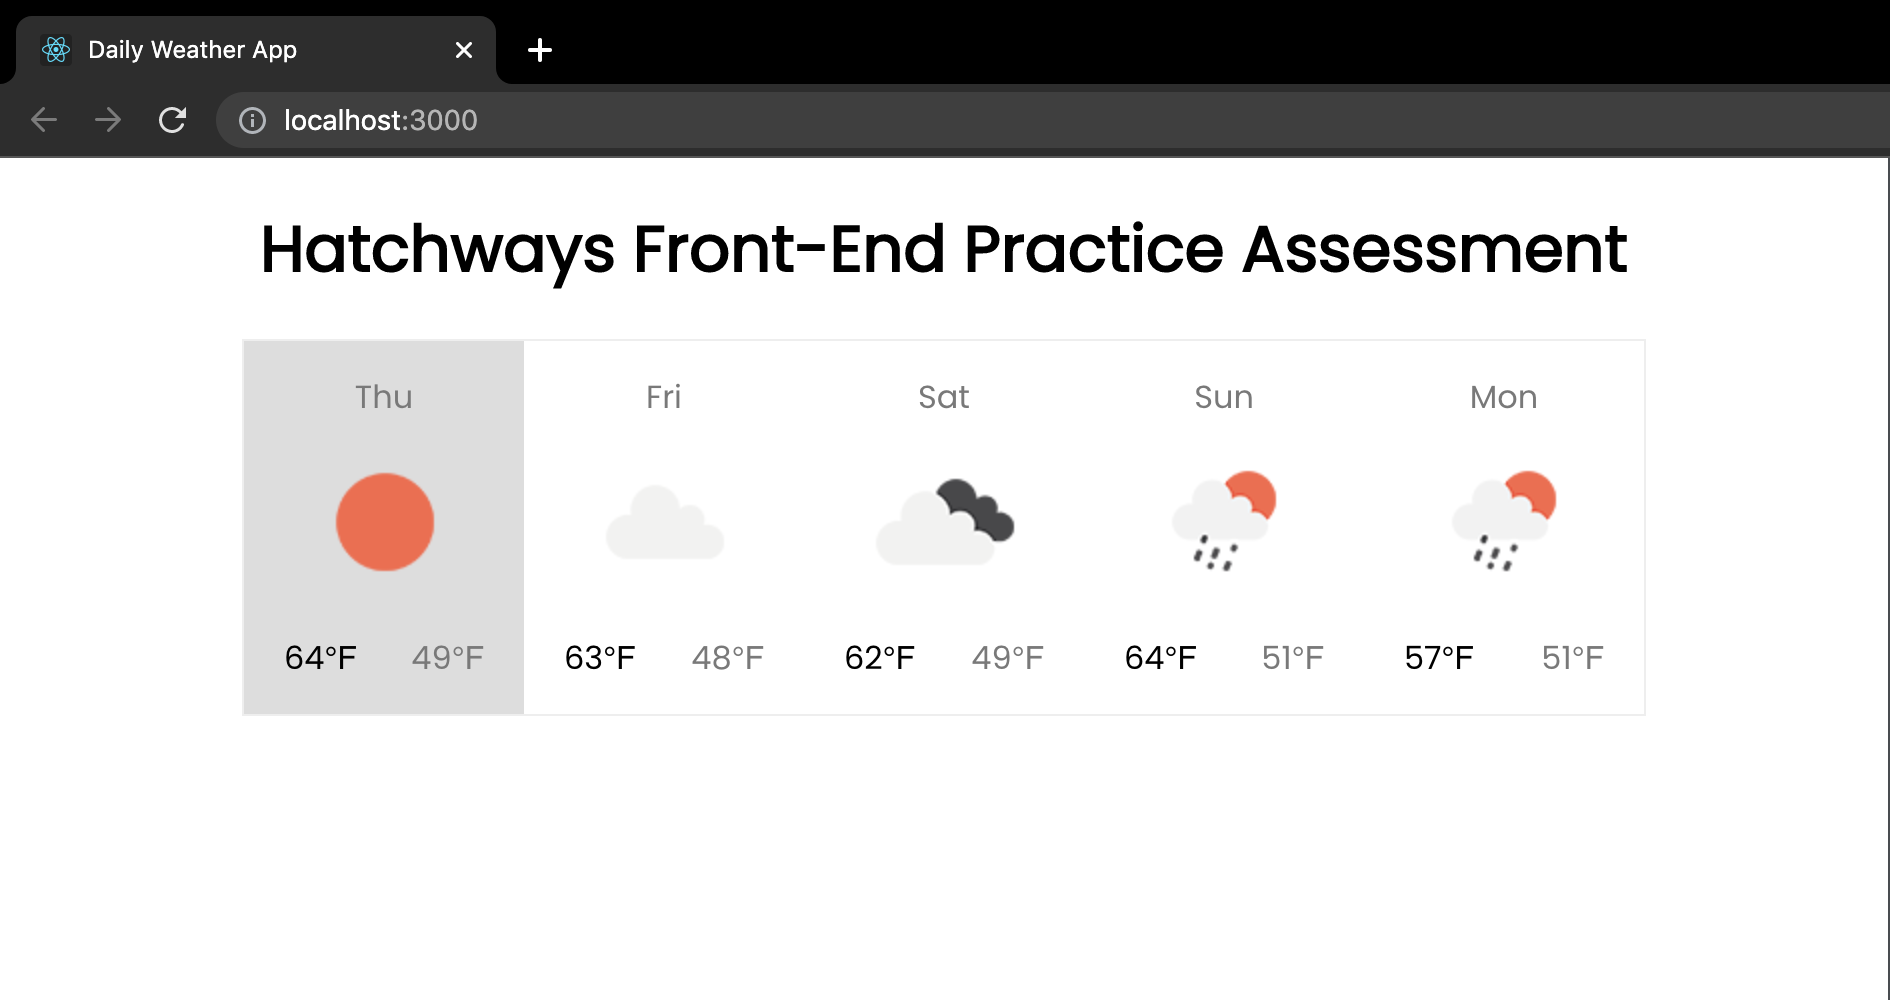 Daily Weather App
localhost:3000
Hatchways Front-End Practice Assessment
Thu Fri Sat Sun Mon
64°F 49°F 63°F 48°F 62°F 49°F 64°F 51°F 57°F 51°F